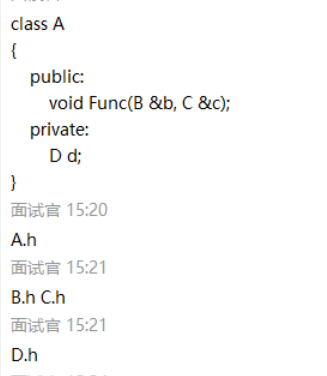 class A
{
public:
void Func(B &b, C &c);
private:
D d;
}
面试官 15:20
A.h
面试官 15:21
B.h C.h
面试官 15:21
D.h